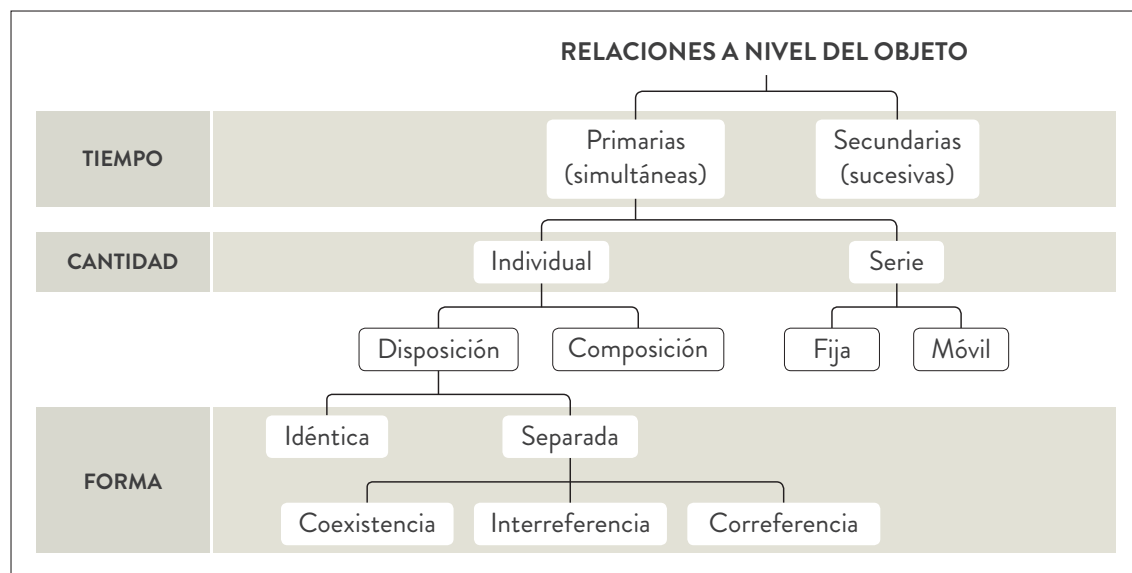 RELACIONES A NIVEL DEL OBJETO
TIEMPO
Primarias
(simultáneas)
Secundarias
(sucesivas)
CANTIDAD
Individual
Serie
Disposición
Composición
Fija
Móvil
FORMA
Idéntica
Separada
Coexistencia
Interreferencia
Correferencia